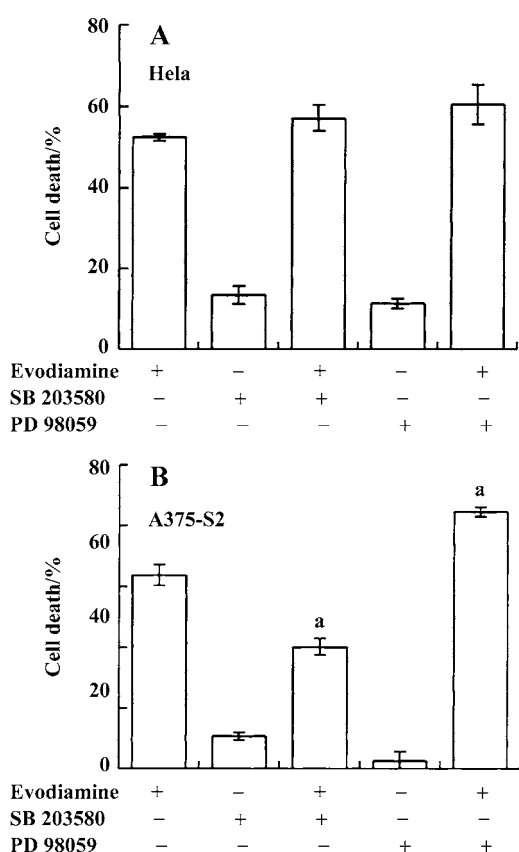 80
A
Hela
60
Cell death/%
40
20
0
Evodiamine + − + − +
SB 203580 − + + − −
PD 98059 − − − + +
80
B
a
A375-S2
60
Cell death/%
a
40
20
0
Evodiamine + − + − +
SB 203580 − + + − −
PD 98059 − − − + +